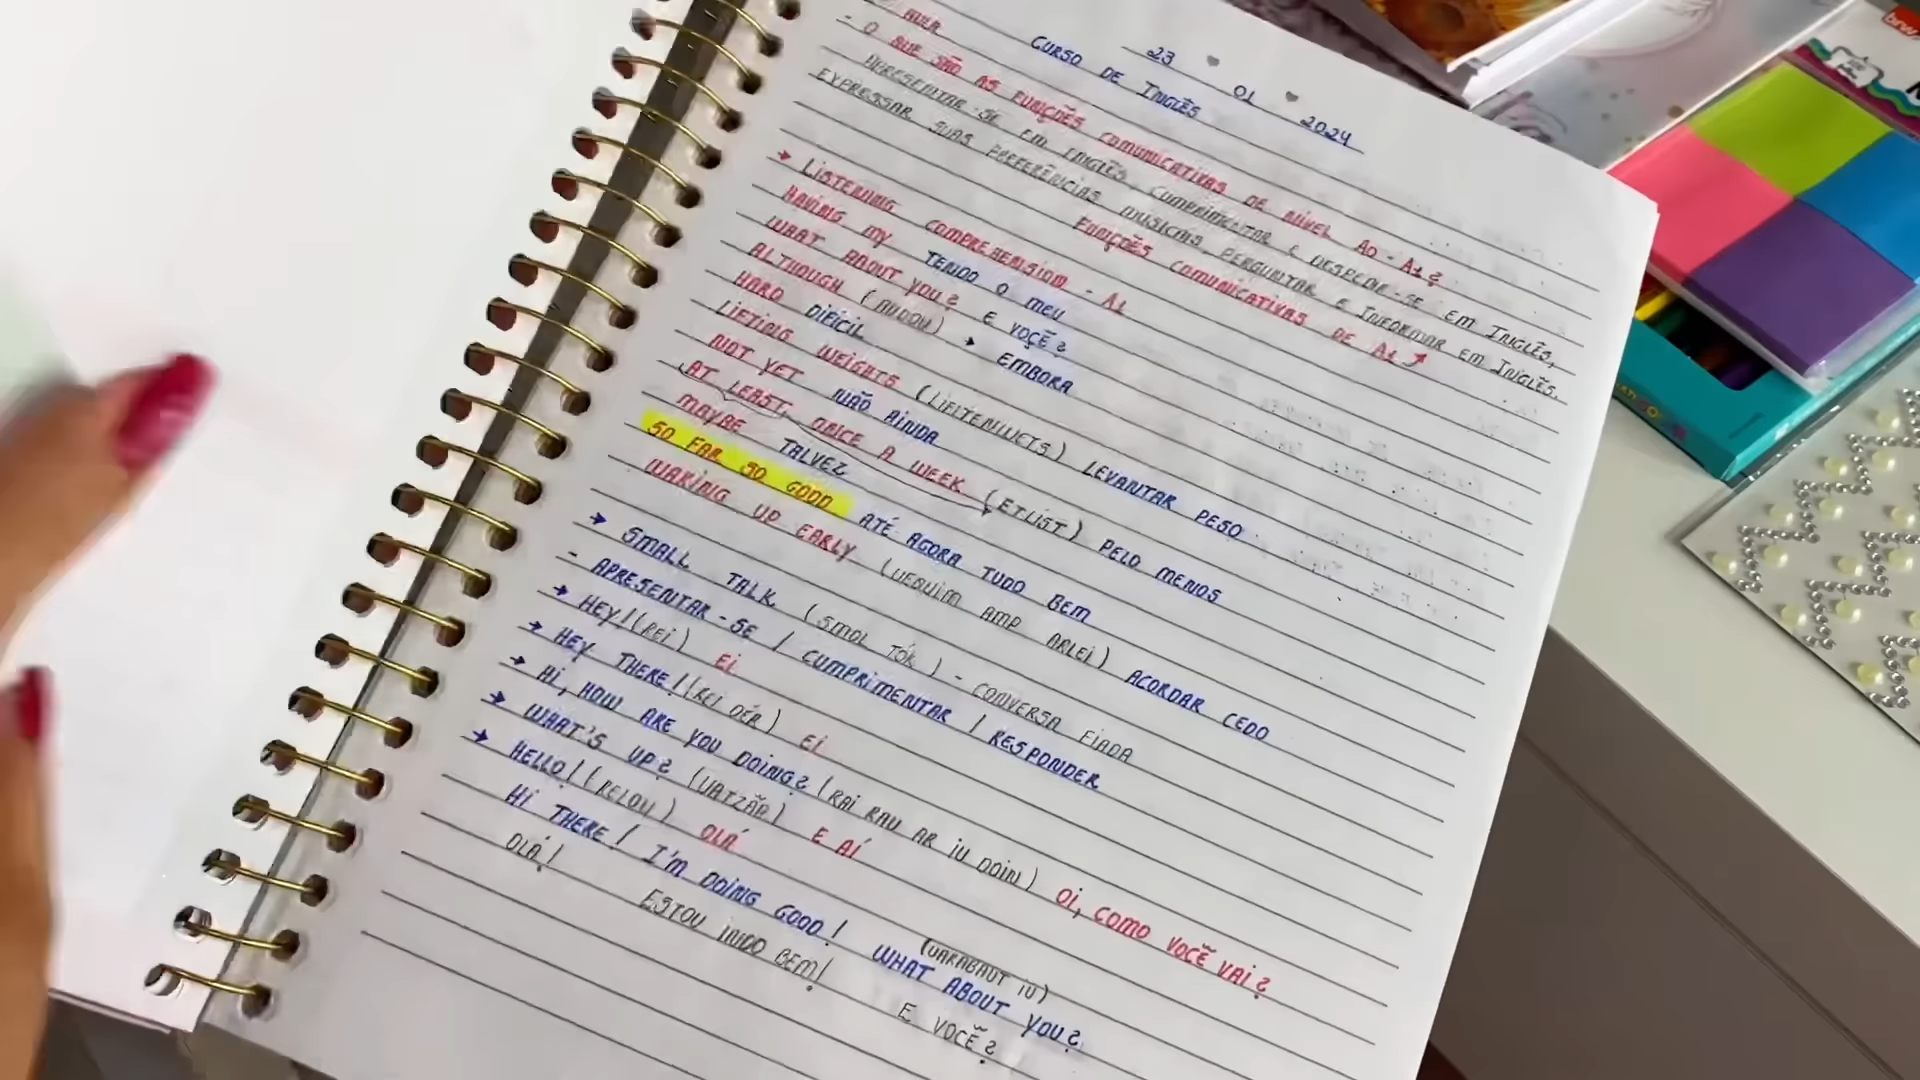 23 01 2024
CURSO DE INGLÊS
AULA
- O QUE SÃO AS FUNÇÕES COMUNICATIVAS DE NÍVEL A0 - A1?
APRESENTAR-SE EM INGLÊS, CUMPRIMENTAR E DESPEDIR-SE EM INGLÊS,
EXPRESSAR SUAS PREFERÊNCIAS MUSICAIS PERGUNTAR E INFORMAR EM INGLÊS.
FUNÇÕES COMUNICATIVAS DE A1
→ LISTENING COMPREHENSION - A1
HAVING MY TENDO O MEU
WHAT ABOUT YOU? E VOCÊ?
ALTHOUGH (AUDOU) → EMBORA
HARD DIFÍCIL
LIFTING WEIGHTS (LIFITENWETS) LEVANTAR PESO
NOT YET NÃO AINDA
AT LEAST, ONCE A WEEK (ETLIST) PELO MENOS
MAYBE TALVEZ
SO FAR SO GOOD ATÉ AGORA TUDO BEM
WAKING UP EARLY (UEQUIM AMP ARLEI) ACORDAR CEDO
→ SMALL TALK (SMOL TÓK) - CONVERSA FIADA
- APRESENTAR-SE / CUMPRIMENTAR / RESPONDER
→ HEY! (REI) EI
→ HEY THERE! (REI DÉR) EI
→ HI, HOW ARE YOU DOING? (RAI RAU AR IU DOIN) OI, COMO VOCÊ VAI?
→ WHAT'S UP? (UATZÃP) E AÍ
→ HELLO! (RELOU) OLÁ
(UARABAUT IU)
HI THERE! I'M DOING GOOD! WHAT ABOUT YOU?
OLÁ! ESTOU INDO BEM! E VOCÊ?